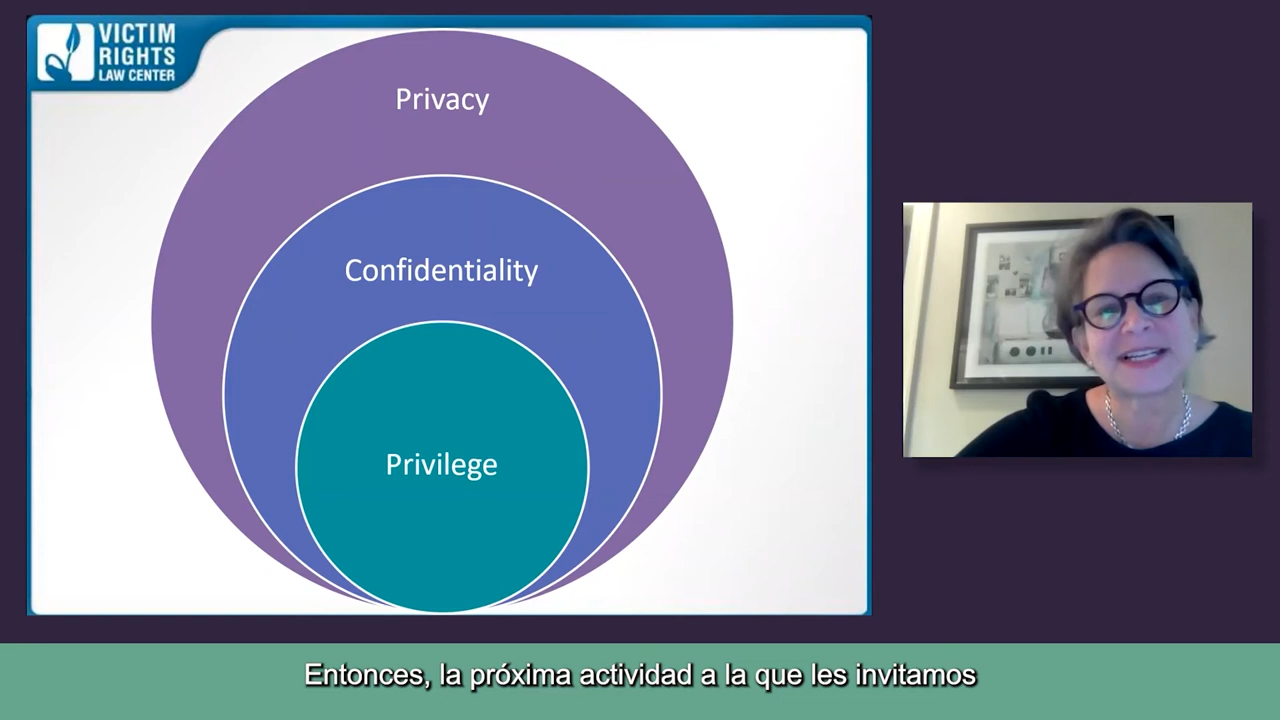 VICTIM
RIGHTS
LAW CENTER
Privacy
Confidentiality
Privilege
Entonces, la próxima actividad a la que les invitamos